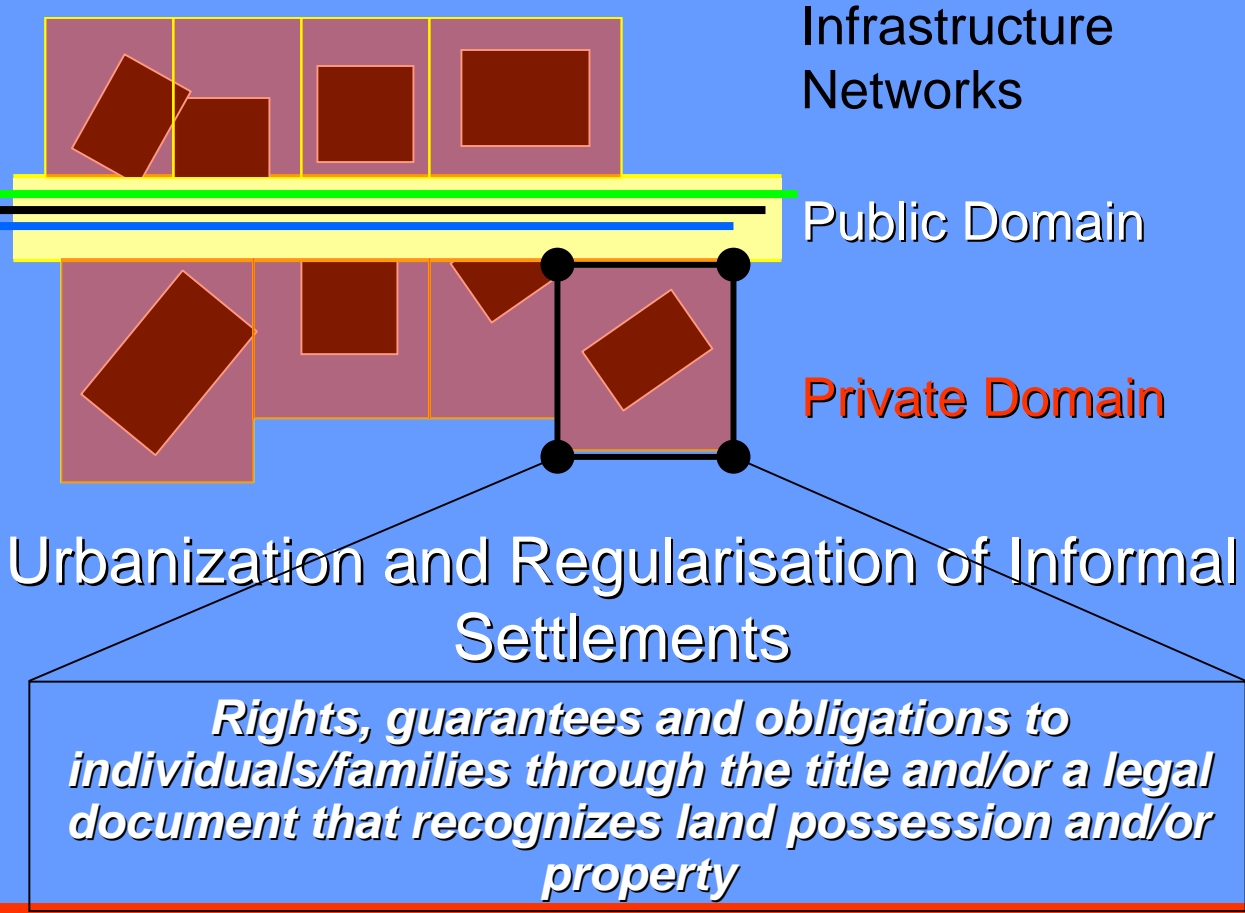 Infrastructure
Networks
Public Domain
Private Domain
Urbanization and Regularisation of Informal
Settlements
Rights, guarantees and obligations to
individuals/families through the title and/or a legal
document that recognizes land possession and/or
property